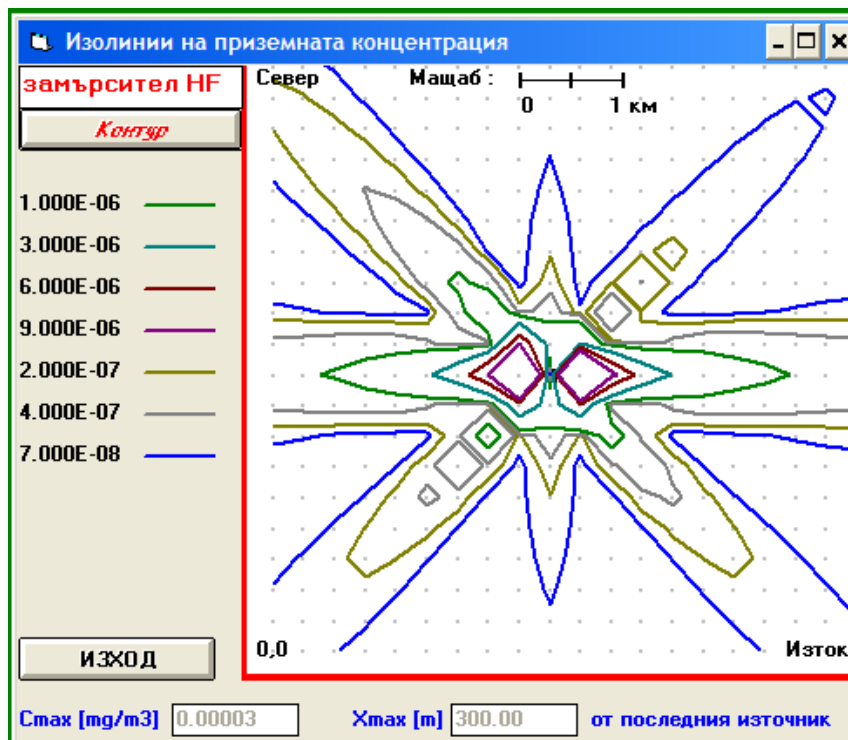 Изолинии на приземната концентрация
замърсител HF
Контур
1.000E-06
3.000E-06
6.000E-06
9.000E-06
2.000E-07
4.000E-07
7.000E-08
ИЗХОД
Север
Мащаб :
0 1 км
0,0
Изток
Cmax [mg/m3] 0.00003 Xmax [m] 300.00 от последния източник